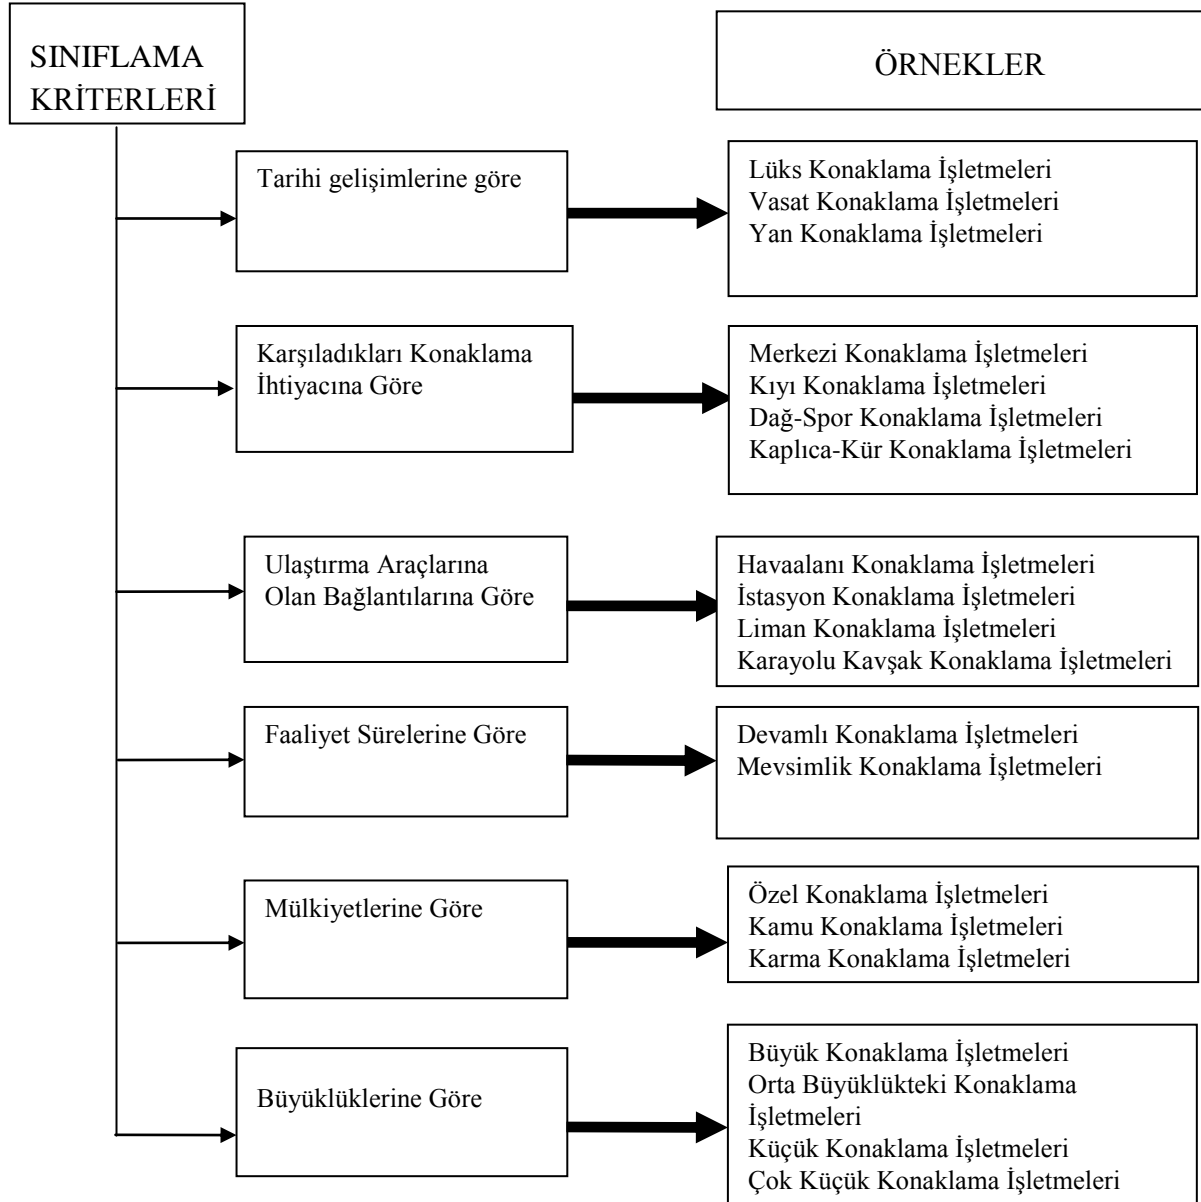 SINIFLAMA
KRİTERLERİ
ÖRNEKLER
Tarihi gelişimlerine göre
Lüks Konaklama İşletmeleri
Vasat Konaklama İşletmeleri
Yan Konaklama İşletmeleri
Karşıladıkları Konaklama
İhtiyacına Göre
Merkezi Konaklama İşletmeleri
Kıyı Konaklama İşletmeleri
Dağ-Spor Konaklama İşletmeleri
Kaplıca-Kür Konaklama İşletmeleri
Ulaştırma Araçlarına
Olan Bağlantılarına Göre
Havaalanı Konaklama İşletmeleri
İstasyon Konaklama İşletmeleri
Liman Konaklama İşletmeleri
Karayolu Kavşak Konaklama İşletmeleri
Faaliyet Sürelerine Göre
Devamlı Konaklama İşletmeleri
Mevsimlik Konaklama İşletmeleri
Mülkiyetlerine Göre
Özel Konaklama İşletmeleri
Kamu Konaklama İşletmeleri
Karma Konaklama İşletmeleri
Büyüklüklerine Göre
Büyük Konaklama İşletmeleri
Orta Büyüklükteki Konaklama
İşletmeleri
Küçük Konaklama İşletmeleri
Çok Küçük Konaklama İşletmeleri